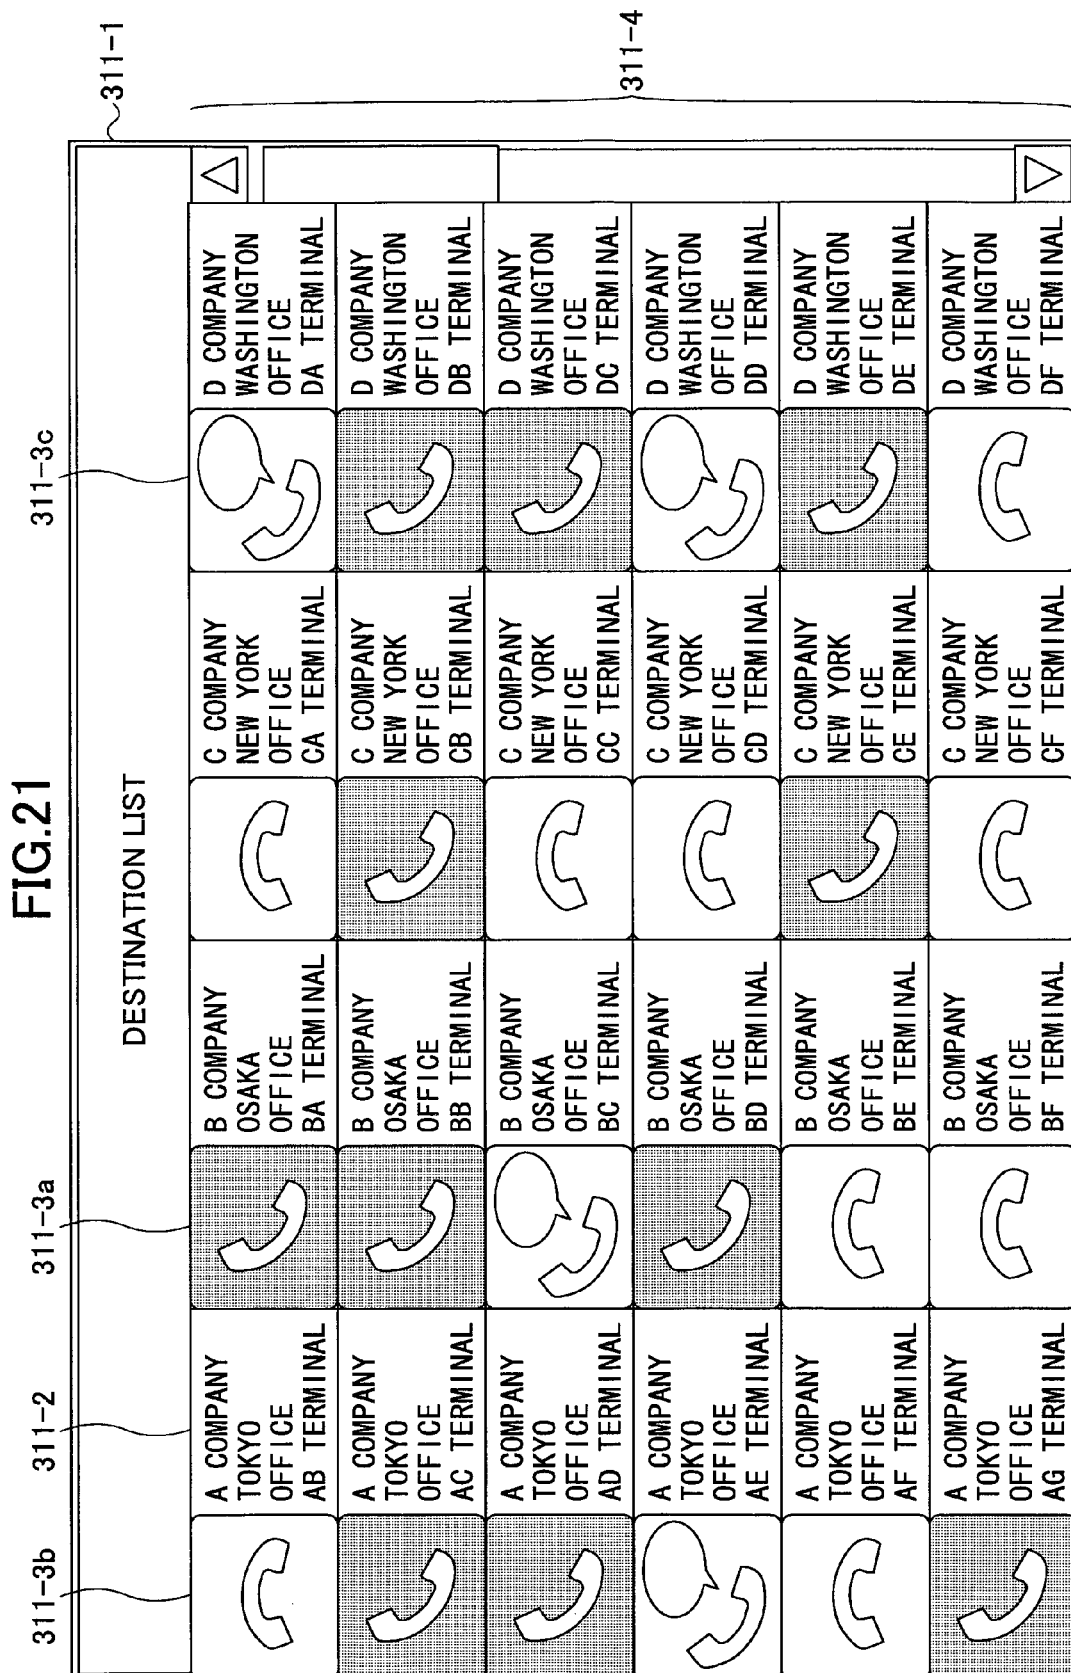 FIG.21
311-3b
311-2
311-3a
311-3c
311-1
DESTINATION LIST
A COMPANY
TOKYO
OFFICE
AB TERMINAL
B COMPANY
OSAKA
OFFICE
BA TERMINAL
C COMPANY
NEW YORK
OFFICE
CA TERMINAL
D COMPANY
WASHINGTON
OFFICE
DA TERMINAL
A COMPANY
TOKYO
OFFICE
AC TERMINAL
B COMPANY
OSAKA
OFFICE
BB TERMINAL
C COMPANY
NEW YORK
OFFICE
CB TERMINAL
D COMPANY
WASHINGTON
OFFICE
DB TERMINAL
A COMPANY
TOKYO
OFFICE
AD TERMINAL
B COMPANY
OSAKA
OFFICE
BC TERMINAL
C COMPANY
NEW YORK
OFFICE
CC TERMINAL
D COMPANY
WASHINGTON
OFFICE
DC TERMINAL
A COMPANY
TOKYO
OFFICE
AE TERMINAL
B COMPANY
OSAKA
OFFICE
BD TERMINAL
C COMPANY
NEW YORK
OFFICE
CD TERMINAL
D COMPANY
WASHINGTON
OFFICE
DD TERMINAL
A COMPANY
TOKYO
OFFICE
AF TERMINAL
B COMPANY
OSAKA
OFFICE
BE TERMINAL
C COMPANY
NEW YORK
OFFICE
CE TERMINAL
D COMPANY
WASHINGTON
OFFICE
DE TERMINAL
A COMPANY
TOKYO
OFFICE
AG TERMINAL
B COMPANY
OSAKA
OFFICE
BF TERMINAL
C COMPANY
NEW YORK
OFFICE
CF TERMINAL
D COMPANY
WASHINGTON
OFFICE
DF TERMINAL
311-4